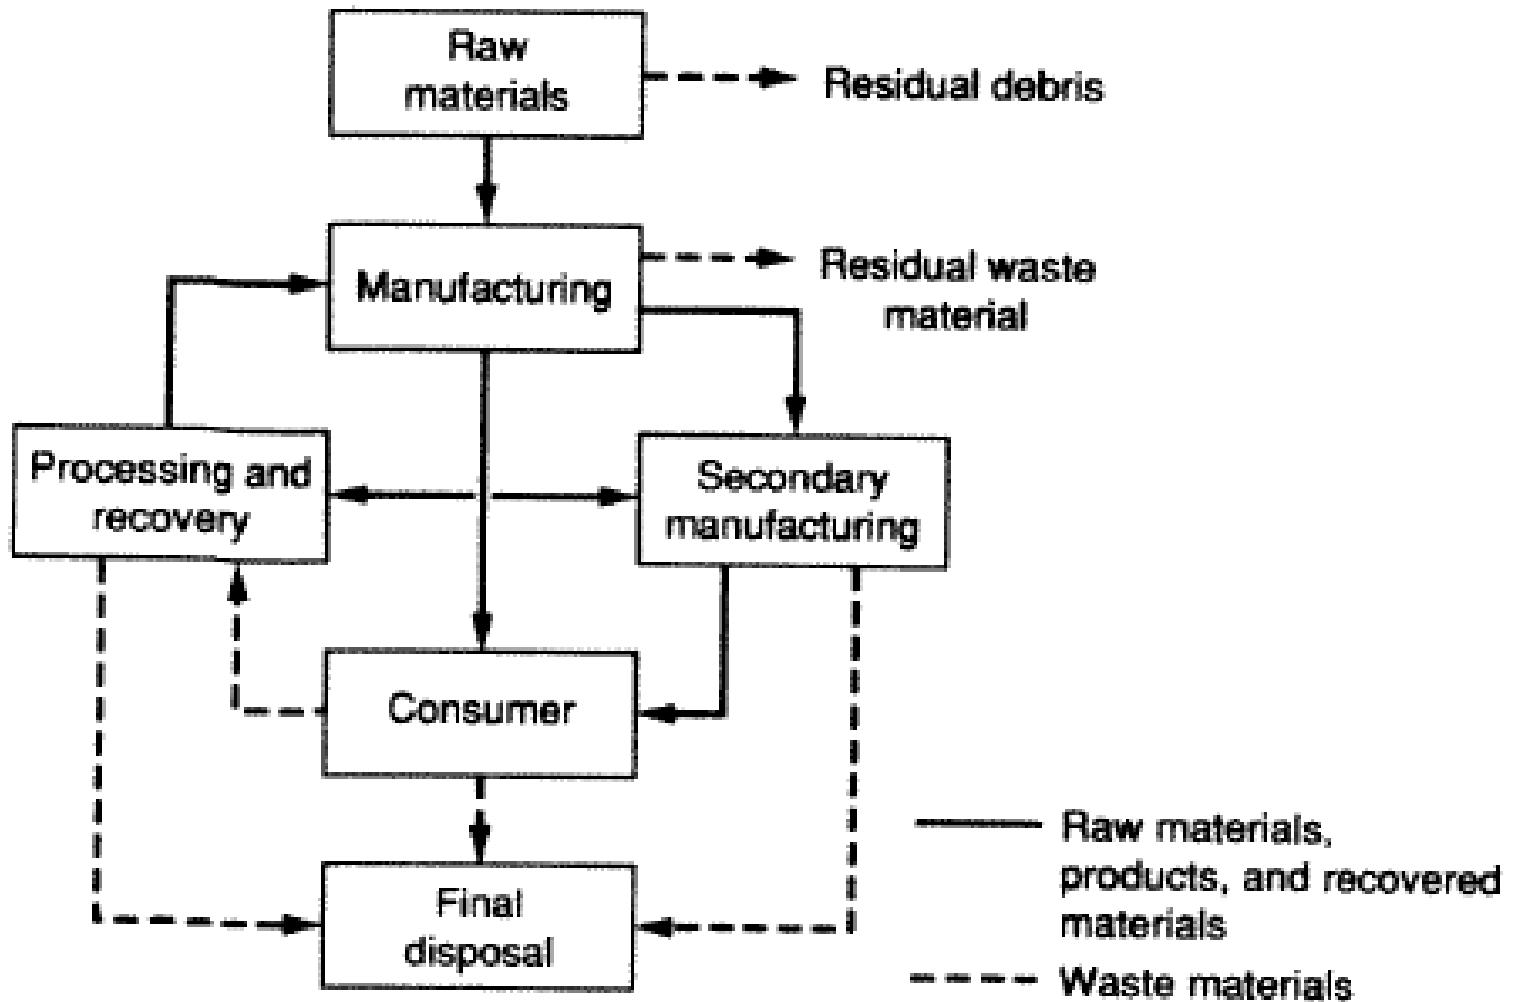 Raw
materials
Residual debris
Manufacturing
Residual waste
material
Processing and
recovery
Secondary
manufacturing
Consumer
Final
disposal
Raw materials,
products, and recovered
materials
Waste materials